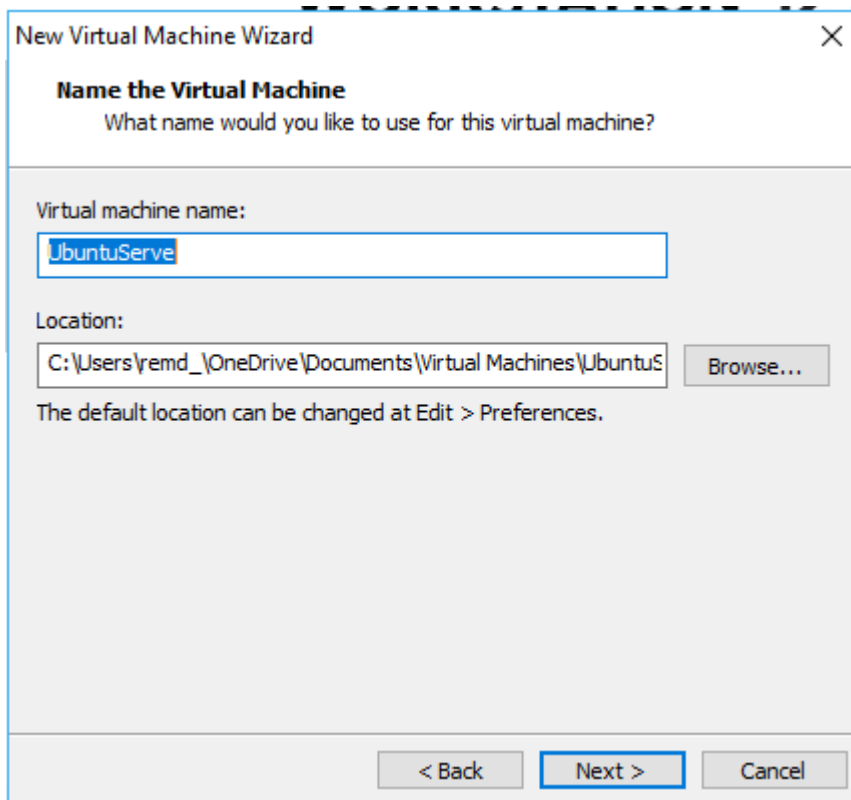 New Virtual Machine Wizard
Name the Virtual Machine
What name would you like to use for this virtual machine?
Virtual machine name:
UbuntuServe
Location:
C:\Users\remd_\OneDrive\Documents\Virtual Machines\UbuntuS
Browse...
The default location can be changed at Edit > Preferences.
< Back
Next >
Cancel